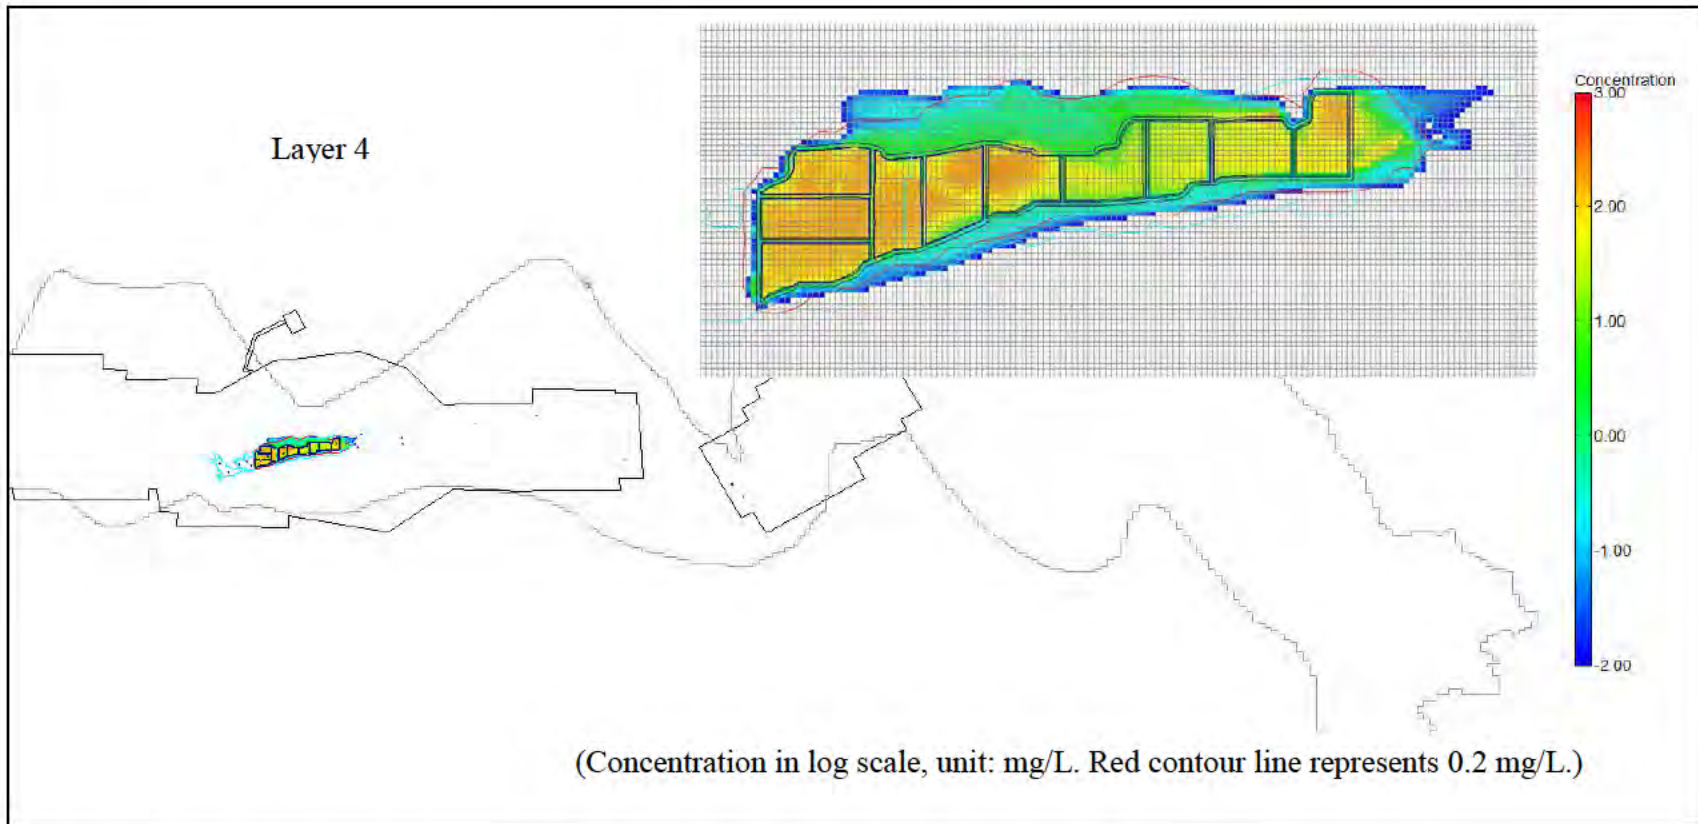 Layer 4
Concentration
3.00
2.00
1.00
0.00
-1.00
-2.00
(Concentration in log scale, unit: mg/L. Red contour line represents 0.2 mg/L.)